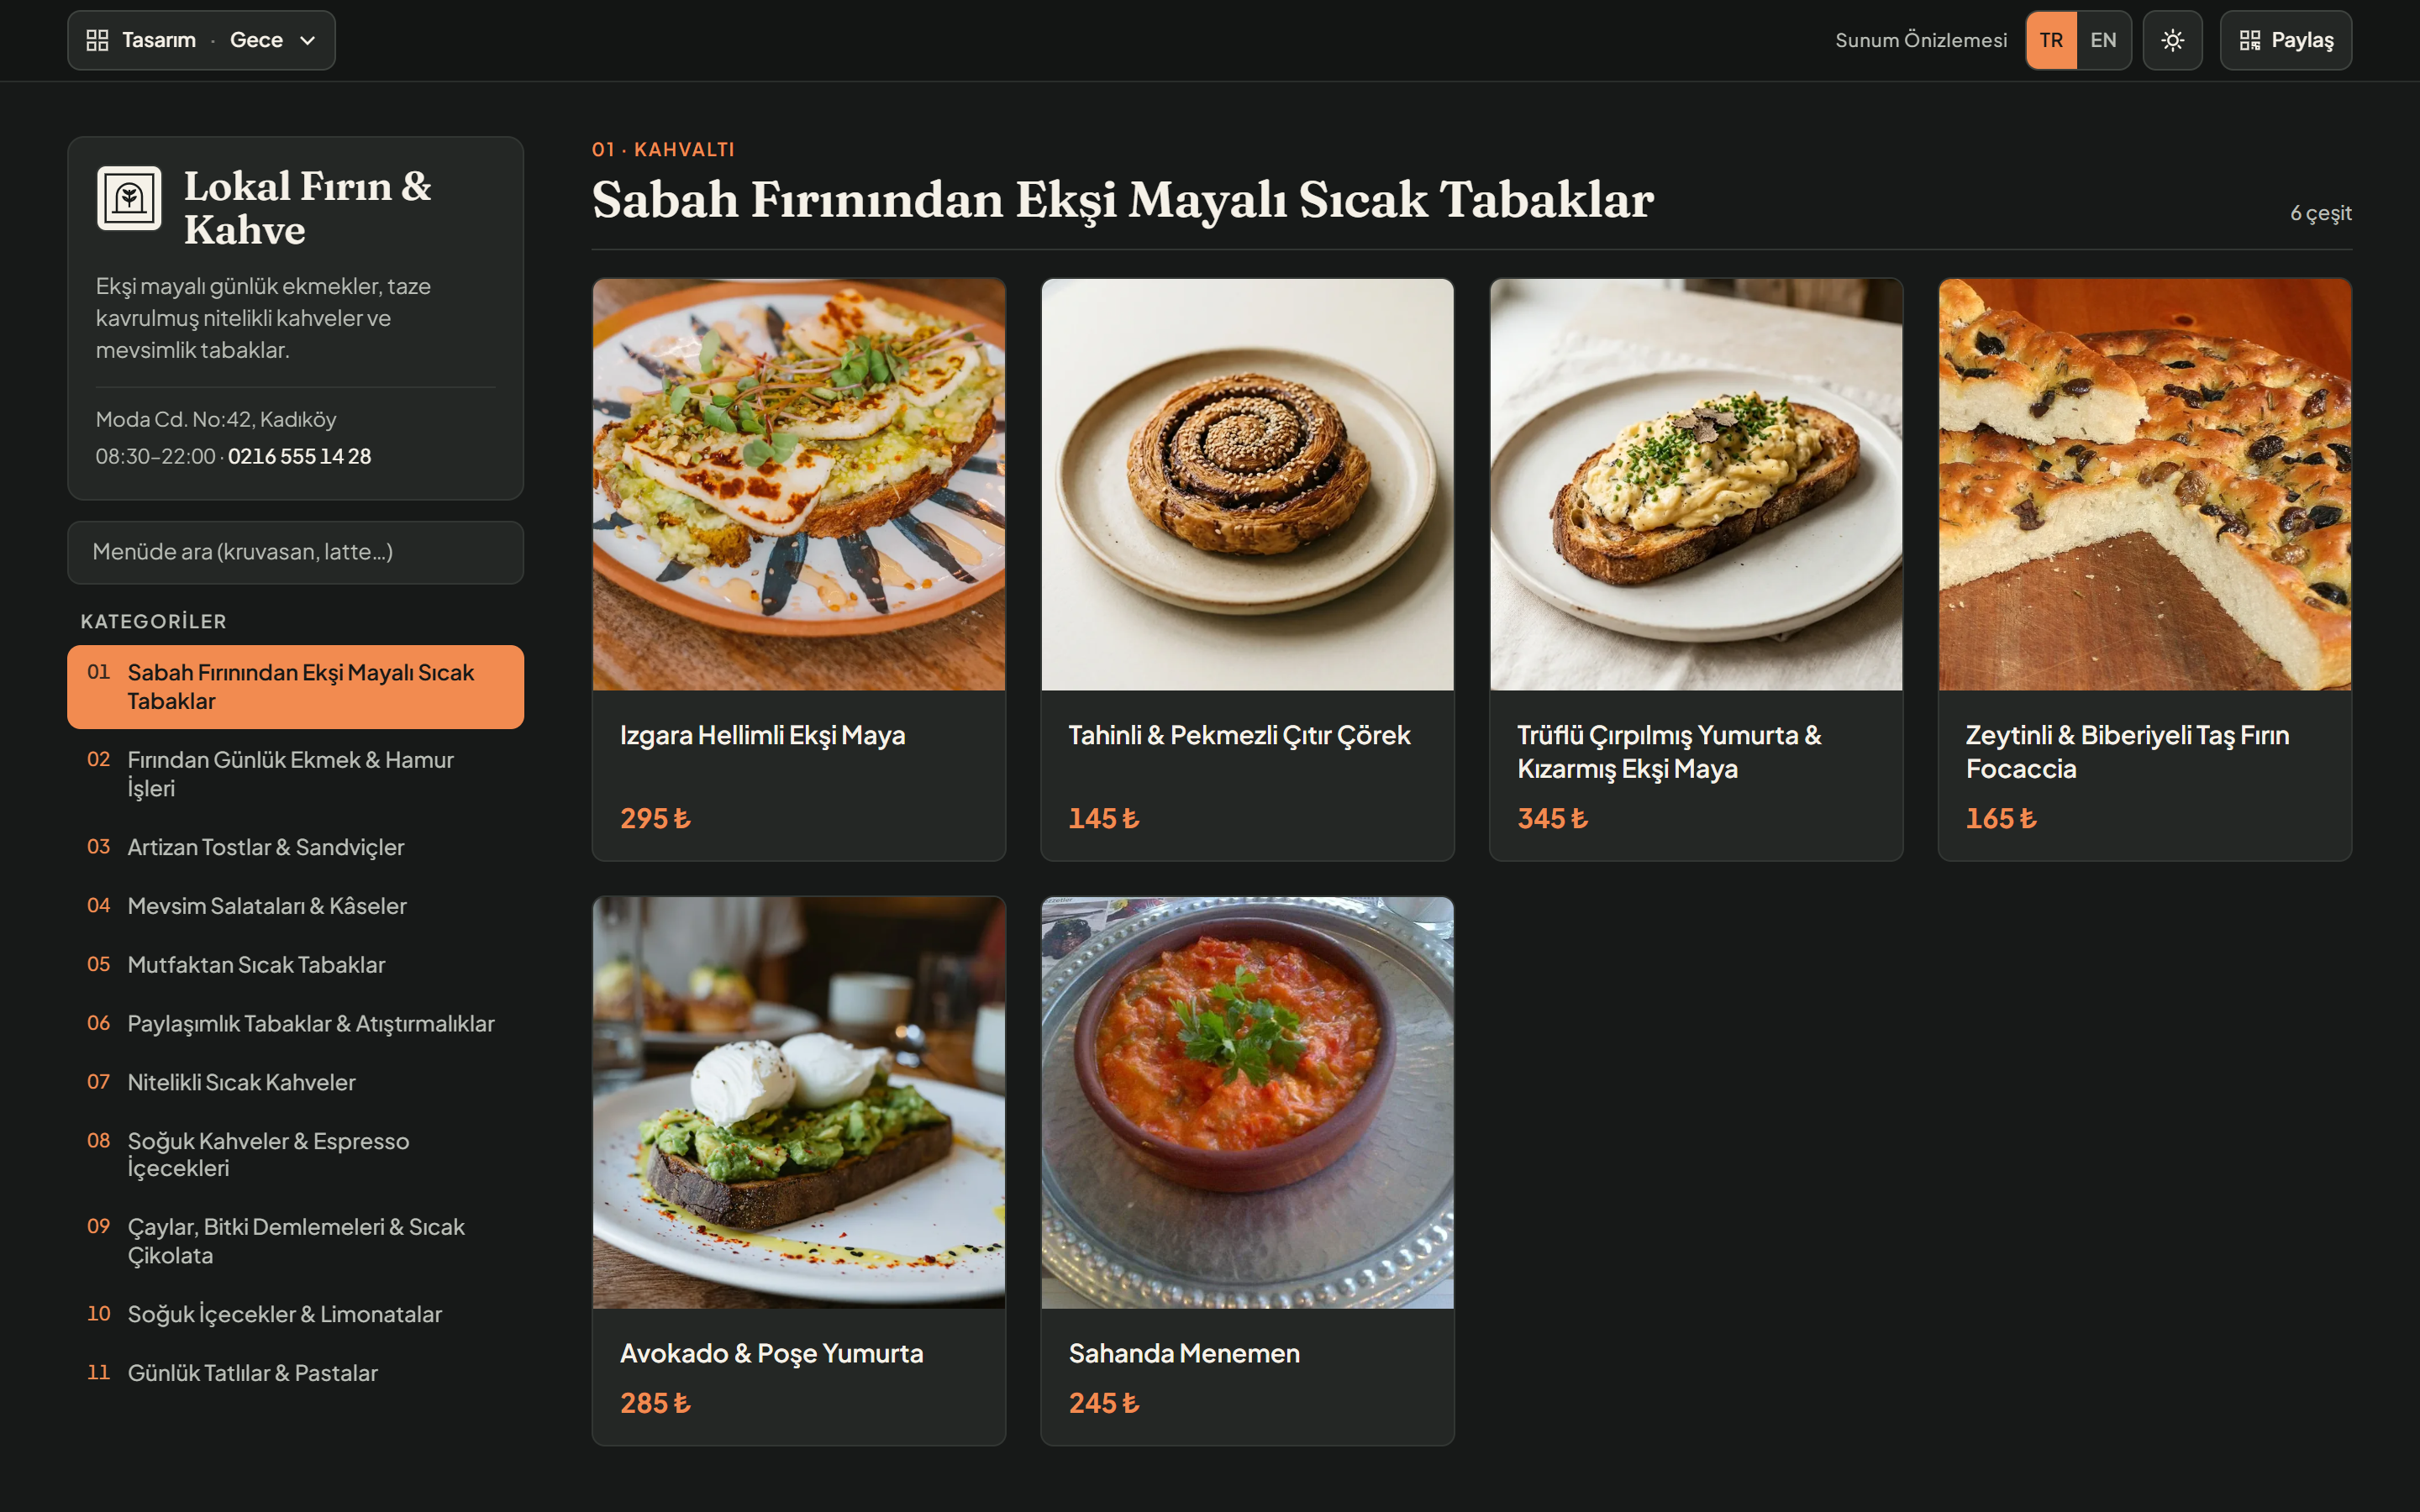 Tasarım · Gece
Sunum Önizlemesi
TR EN
Paylaş
Lokal Fırın &
Kahve
Ekşi mayalı günlük ekmekler, taze
kavrulmuş nitelikli kahveler ve
mevsimlik tabaklar.
Moda Cd. No:42, Kadıköy
08:30–22:00 · 0216 555 14 28
Menüde ara (kruvasan, latte…)
KATEGORİLER
01 Sabah Fırınından Ekşi Mayalı Sıcak
Tabaklar
02 Fırından Günlük Ekmek & Hamur
İşleri
03 Artizan Tostlar & Sandviçler
04 Mevsim Salataları & Kâseler
05 Mutfaktan Sıcak Tabaklar
06 Paylaşımlık Tabaklar & Atıştırmalıklar
07 Nitelikli Sıcak Kahveler
08 Soğuk Kahveler & Espresso
İçecekleri
09 Çaylar, Bitki Demlemeleri & Sıcak
Çikolata
10 Soğuk İçecekler & Limonatalar
11 Günlük Tatlılar & Pastalar
01 · KAHVALTI
Sabah Fırınından Ekşi Mayalı Sıcak Tabaklar
6 çeşit
Izgara Hellimli Ekşi Maya
295 ₺
Tahinli & Pekmezli Çıtır Çörek
145 ₺
Trüflü Çırpılmış Yumurta &
Kızarmış Ekşi Maya
345 ₺
Zeytinli & Biberiyeli Taş Fırın
Focaccia
165 ₺
Avokado & Poşe Yumurta
285 ₺
Sahanda Menemen
245 ₺